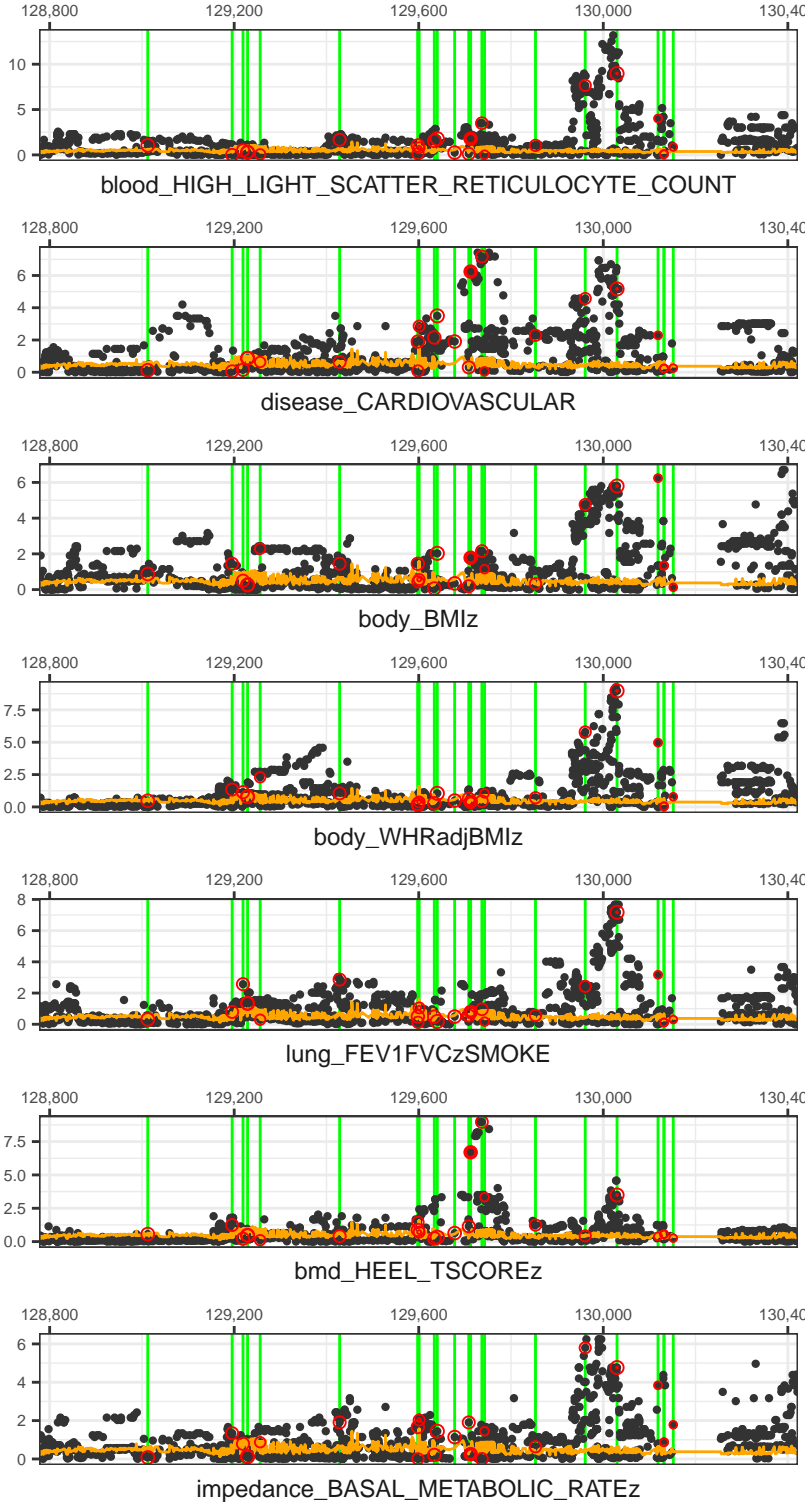 128,800 129,200 129,600 130,000 130,40
10
5
0
blood_HIGH_LIGHT_SCATTER_RETICULOCYTE_COUNT
128,800 129,200 129,600 130,000 130,40
6
4
2
0
disease_CARDIOVASCULAR
128,800 129,200 129,600 130,000 130,40
6
4
2
0
body_BMIz
128,800 129,200 129,600 130,000 130,40
7.5
5.0
2.5
0.0
body_WHRadjBMIz
128,800 129,200 129,600 130,000 130,40
8
6
4
2
0
lung_FEV1FVCzSMOKE
128,800 129,200 129,600 130,000 130,40
7.5
5.0
2.5
0.0
bmd_HEEL_TSCOREz
128,800 129,200 129,600 130,000 130,40
6
4
2
0
impedance_BASAL_METABOLIC_RATEz